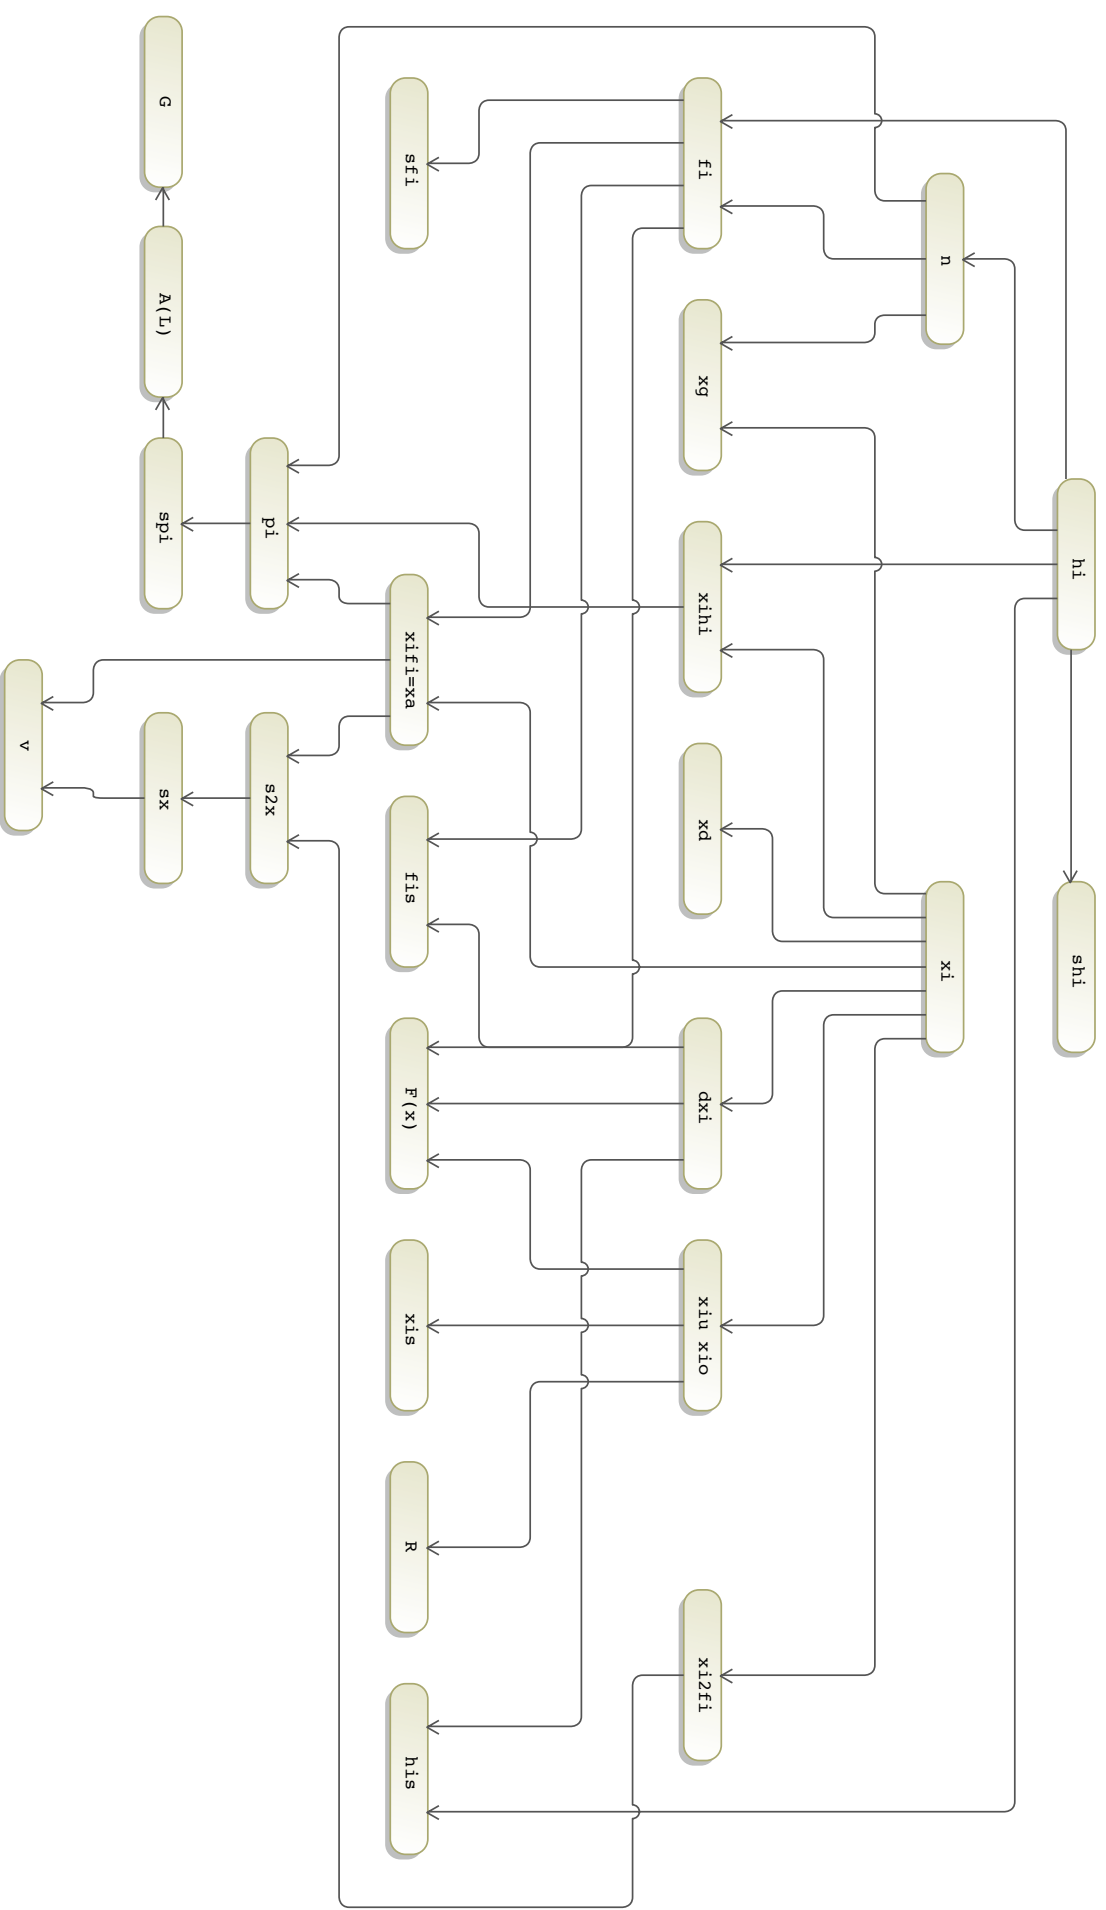 hi
shi
n
xi
fi
xg
xihi
xd
dxi
xiu xio
xi2fi
sfi
xifi=xa
fis
F(x)
xis
R
his
pi
s2x
G
A(L)
spi
sx
v